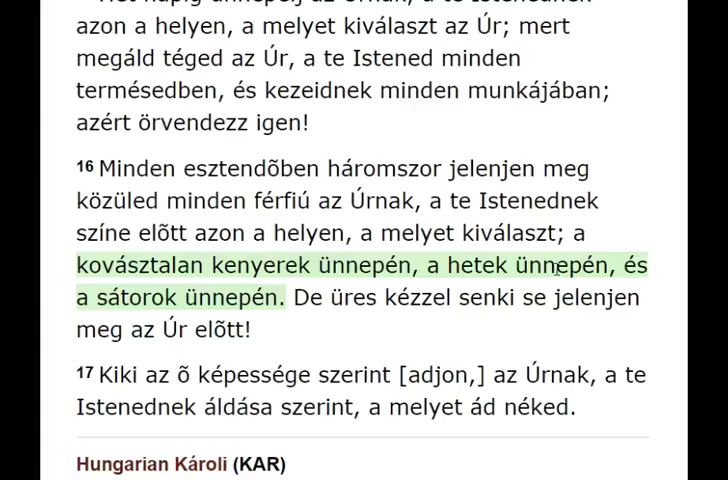 azon a helyen, a melyet kiválaszt az Úr; mert
megáld téged az Úr, a te Istened minden
termésedben, és kezeidnek minden munkájában;
azért örvendezz igen!
16 Minden esztendõben háromszor jelenjen meg
közüled minden férfiú az Úrnak, a te Istenednek
színe elõtt azon a helyen, a melyet kiválaszt; a
kovásztalan kenyerek ünnepén, a hetek ünnepén, és
a sátorok ünnepén. De üres kézzel senki se jelenjen
meg az Úr elõtt!
17 Kiki az õ képessége szerint [adjon,] az Úrnak, a te
Istenednek áldása szerint, a melyet ád néked.
Hungarian Károli (KAR)